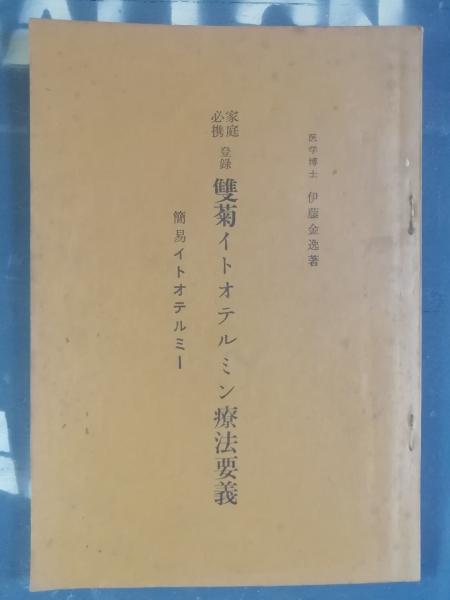 医学博士 伊藤金逸著
家庭必携 登録 雙菊イトオテルミン療法要義
簡易イトオテルミー